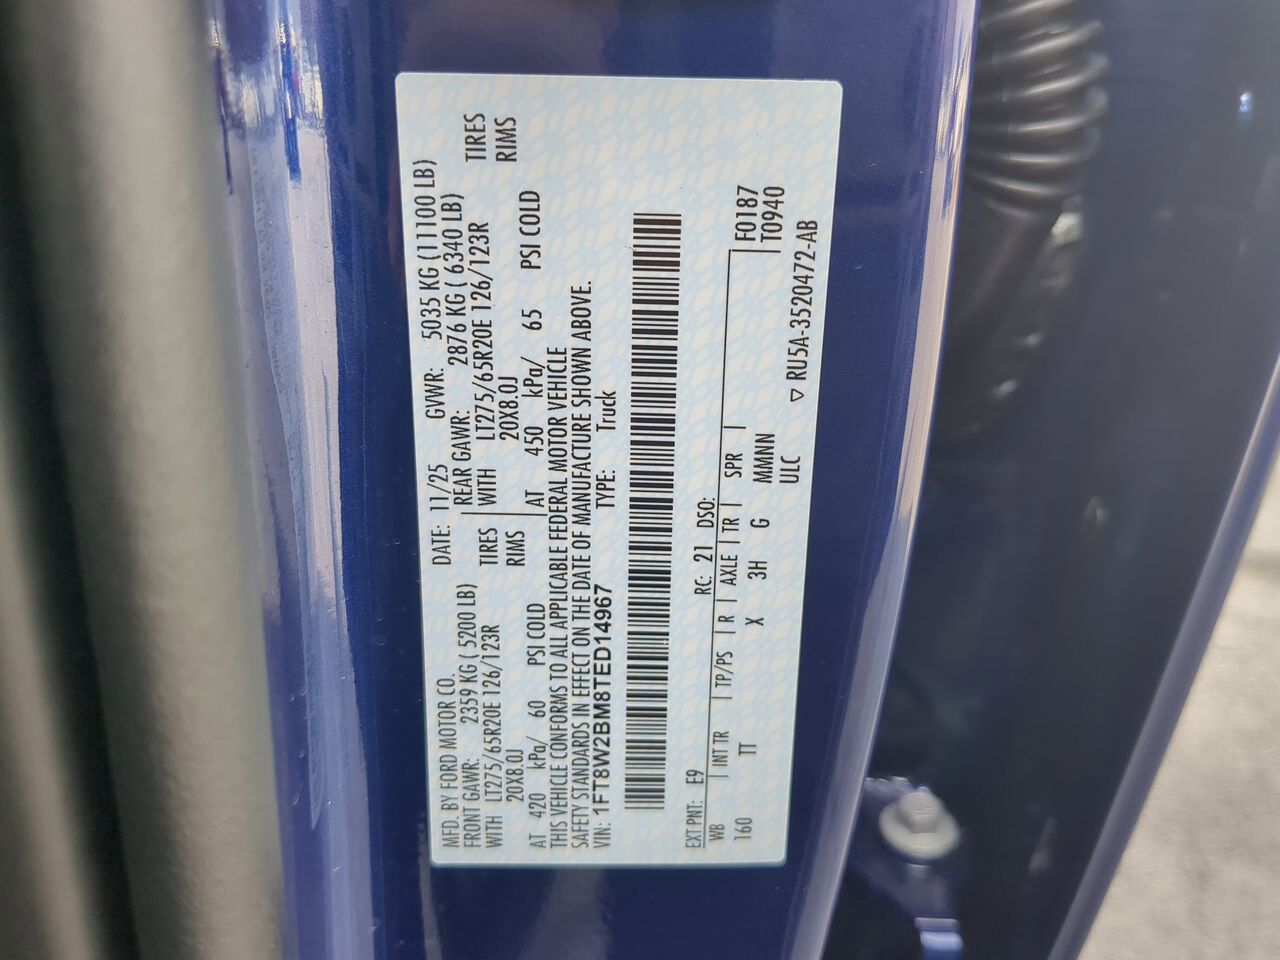 MFD. BY FORD MOTOR CO. DATE: 11/25 GVWR: 5035 KG (11100 LB)
FRONT GAWR: 2359 KG ( 5200 LB) REAR GAWR: 2876 KG ( 6340 LB)
WITH LT275/65R20E 126/123R TIRES WITH LT275/65R20E 126/123R TIRES
20X8.0J RIMS 20X8.0J RIMS
AT 420 kPa/ 60 PSI COLD AT 450 kPa/ 65 PSI COLD
THIS VEHICLE CONFORMS TO ALL APPLICABLE FEDERAL MOTOR VEHICLE
SAFETY STANDARDS IN EFFECT ON THE DATE OF MANUFACTURE SHOWN ABOVE.
VIN: 1FT8W2BM8TED14967 TYPE: Truck
EXT PNT: E9 RC: 21 DSO: F0187
WB INT TR TP/PS R AXLE TR SPR T0940
160 TT X 3H G MMNN
ULC RU5A-3520472-AB